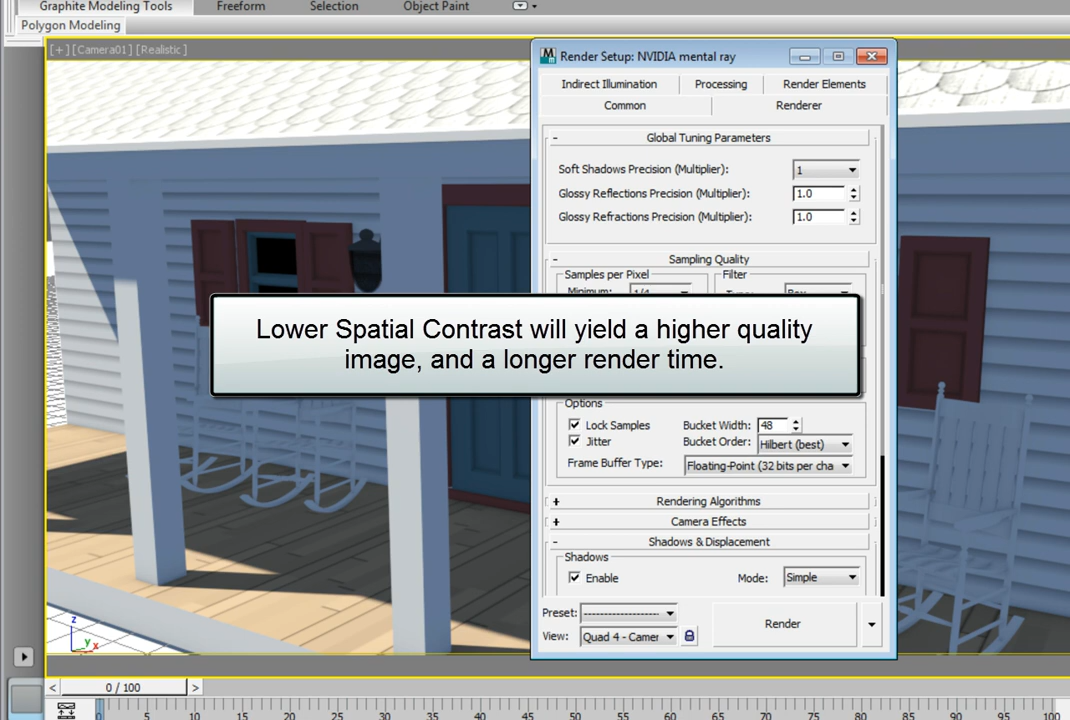 Graphite Modeling Tools Freeform Selection Object Paint
Polygon Modeling
[+][Camera01][Realistic]
Render Setup: NVIDIA mental ray
Indirect Illumination Processing Render Elements
Common Renderer
- Global Tuning Parameters
Soft Shadows Precision (Multiplier): 1
Glossy Reflections Precision (Multiplier): 1.0
Glossy Refractions Precision (Multiplier): 1.0
- Sampling Quality
Samples per Pixel Filter
Minimum: 1/4 Type: Box
Lower Spatial Contrast will yield a higher quality
image, and a longer render time.
Options
Lock Samples Bucket Width: 48
Jitter Bucket Order: Hilbert (best)
Frame Buffer Type: Floating-Point (32 bits per cha
+ Rendering Algorithms
+ Camera Effects
- Shadows & Displacement
Shadows
Enable Mode: Simple
Preset: --------------------
Render
View: Quad 4 - Camer
z
y
x
< 0 / 100 >
0 5 10 15 20 25 30 35 40 45 50 55 60 65 70 75 80 85 90 95 100